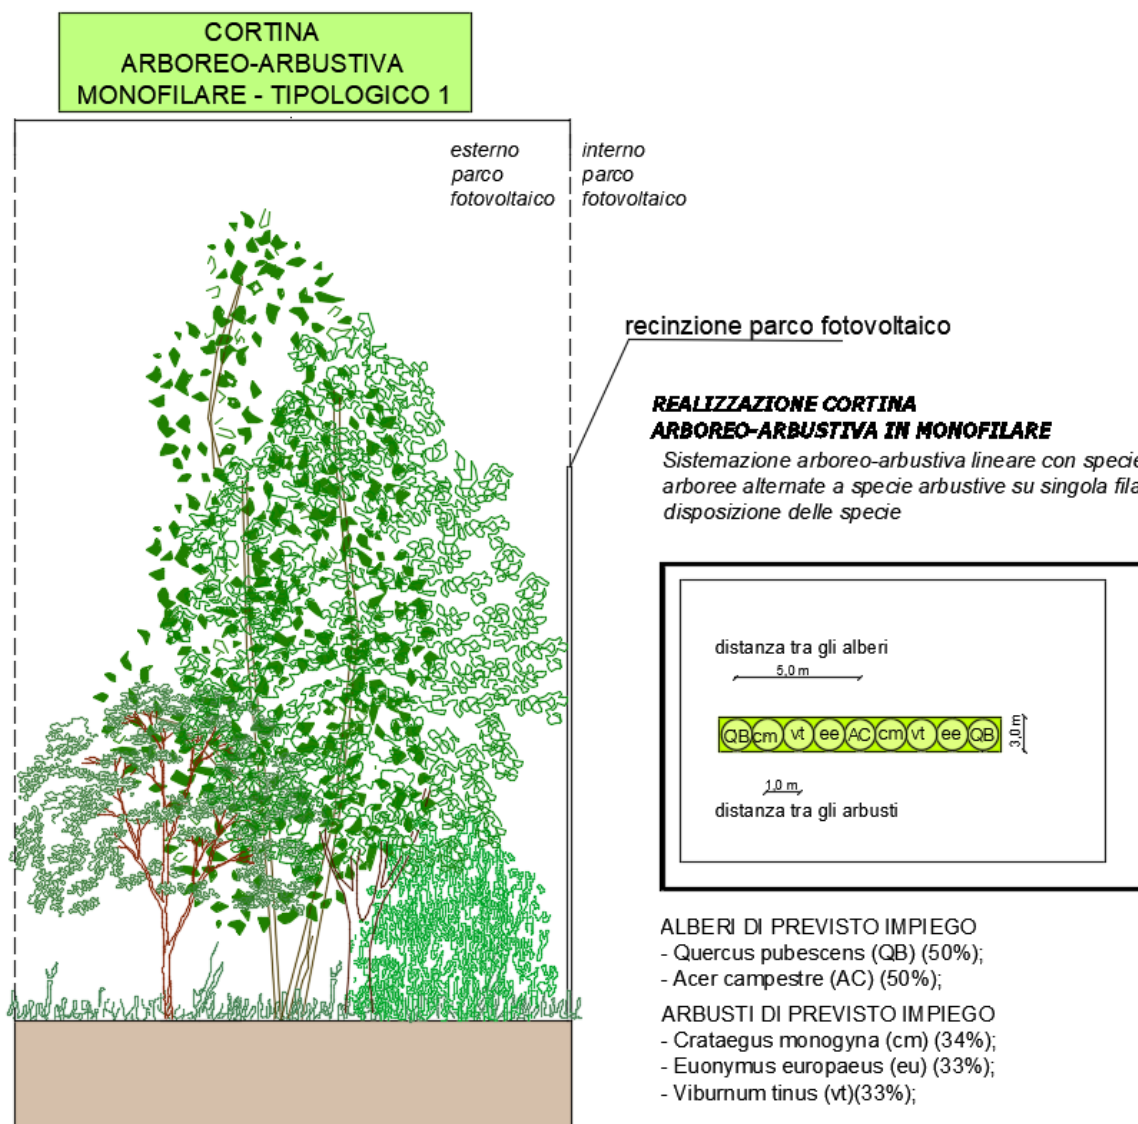 CORTINA
ARBOREO-ARBUSTIVA
MONOFILARE - TIPOLOGICO 1
esterno
parco
fotovoltaico
interno
parco
fotovoltaico
recinzione parco fotovoltaico
REALIZZAZIONE CORTINA
ARBOREO-ARBUSTIVA IN MONOFILARE
Sistemazione arboreo-arbustiva lineare con specie
arboree alternate a specie arbustive su singola fila
disposizione delle specie
distanza tra gli alberi
5,0 m
QB cm vt ee AC cm vt ee QB
3,0 m
1,0 m
distanza tra gli arbusti
ALBERI DI PREVISTO IMPIEGO
- Quercus pubescens (QB) (50%);
- Acer campestre (AC) (50%);
ARBUSTI DI PREVISTO IMPIEGO
- Crataegus monogyna (cm) (34%);
- Euonymus europaeus (eu) (33%);
- Viburnum tinus (vt)(33%);